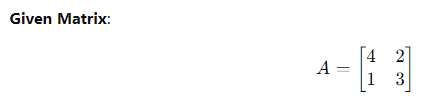 Given Matrix:
A = [4 2
1 3]